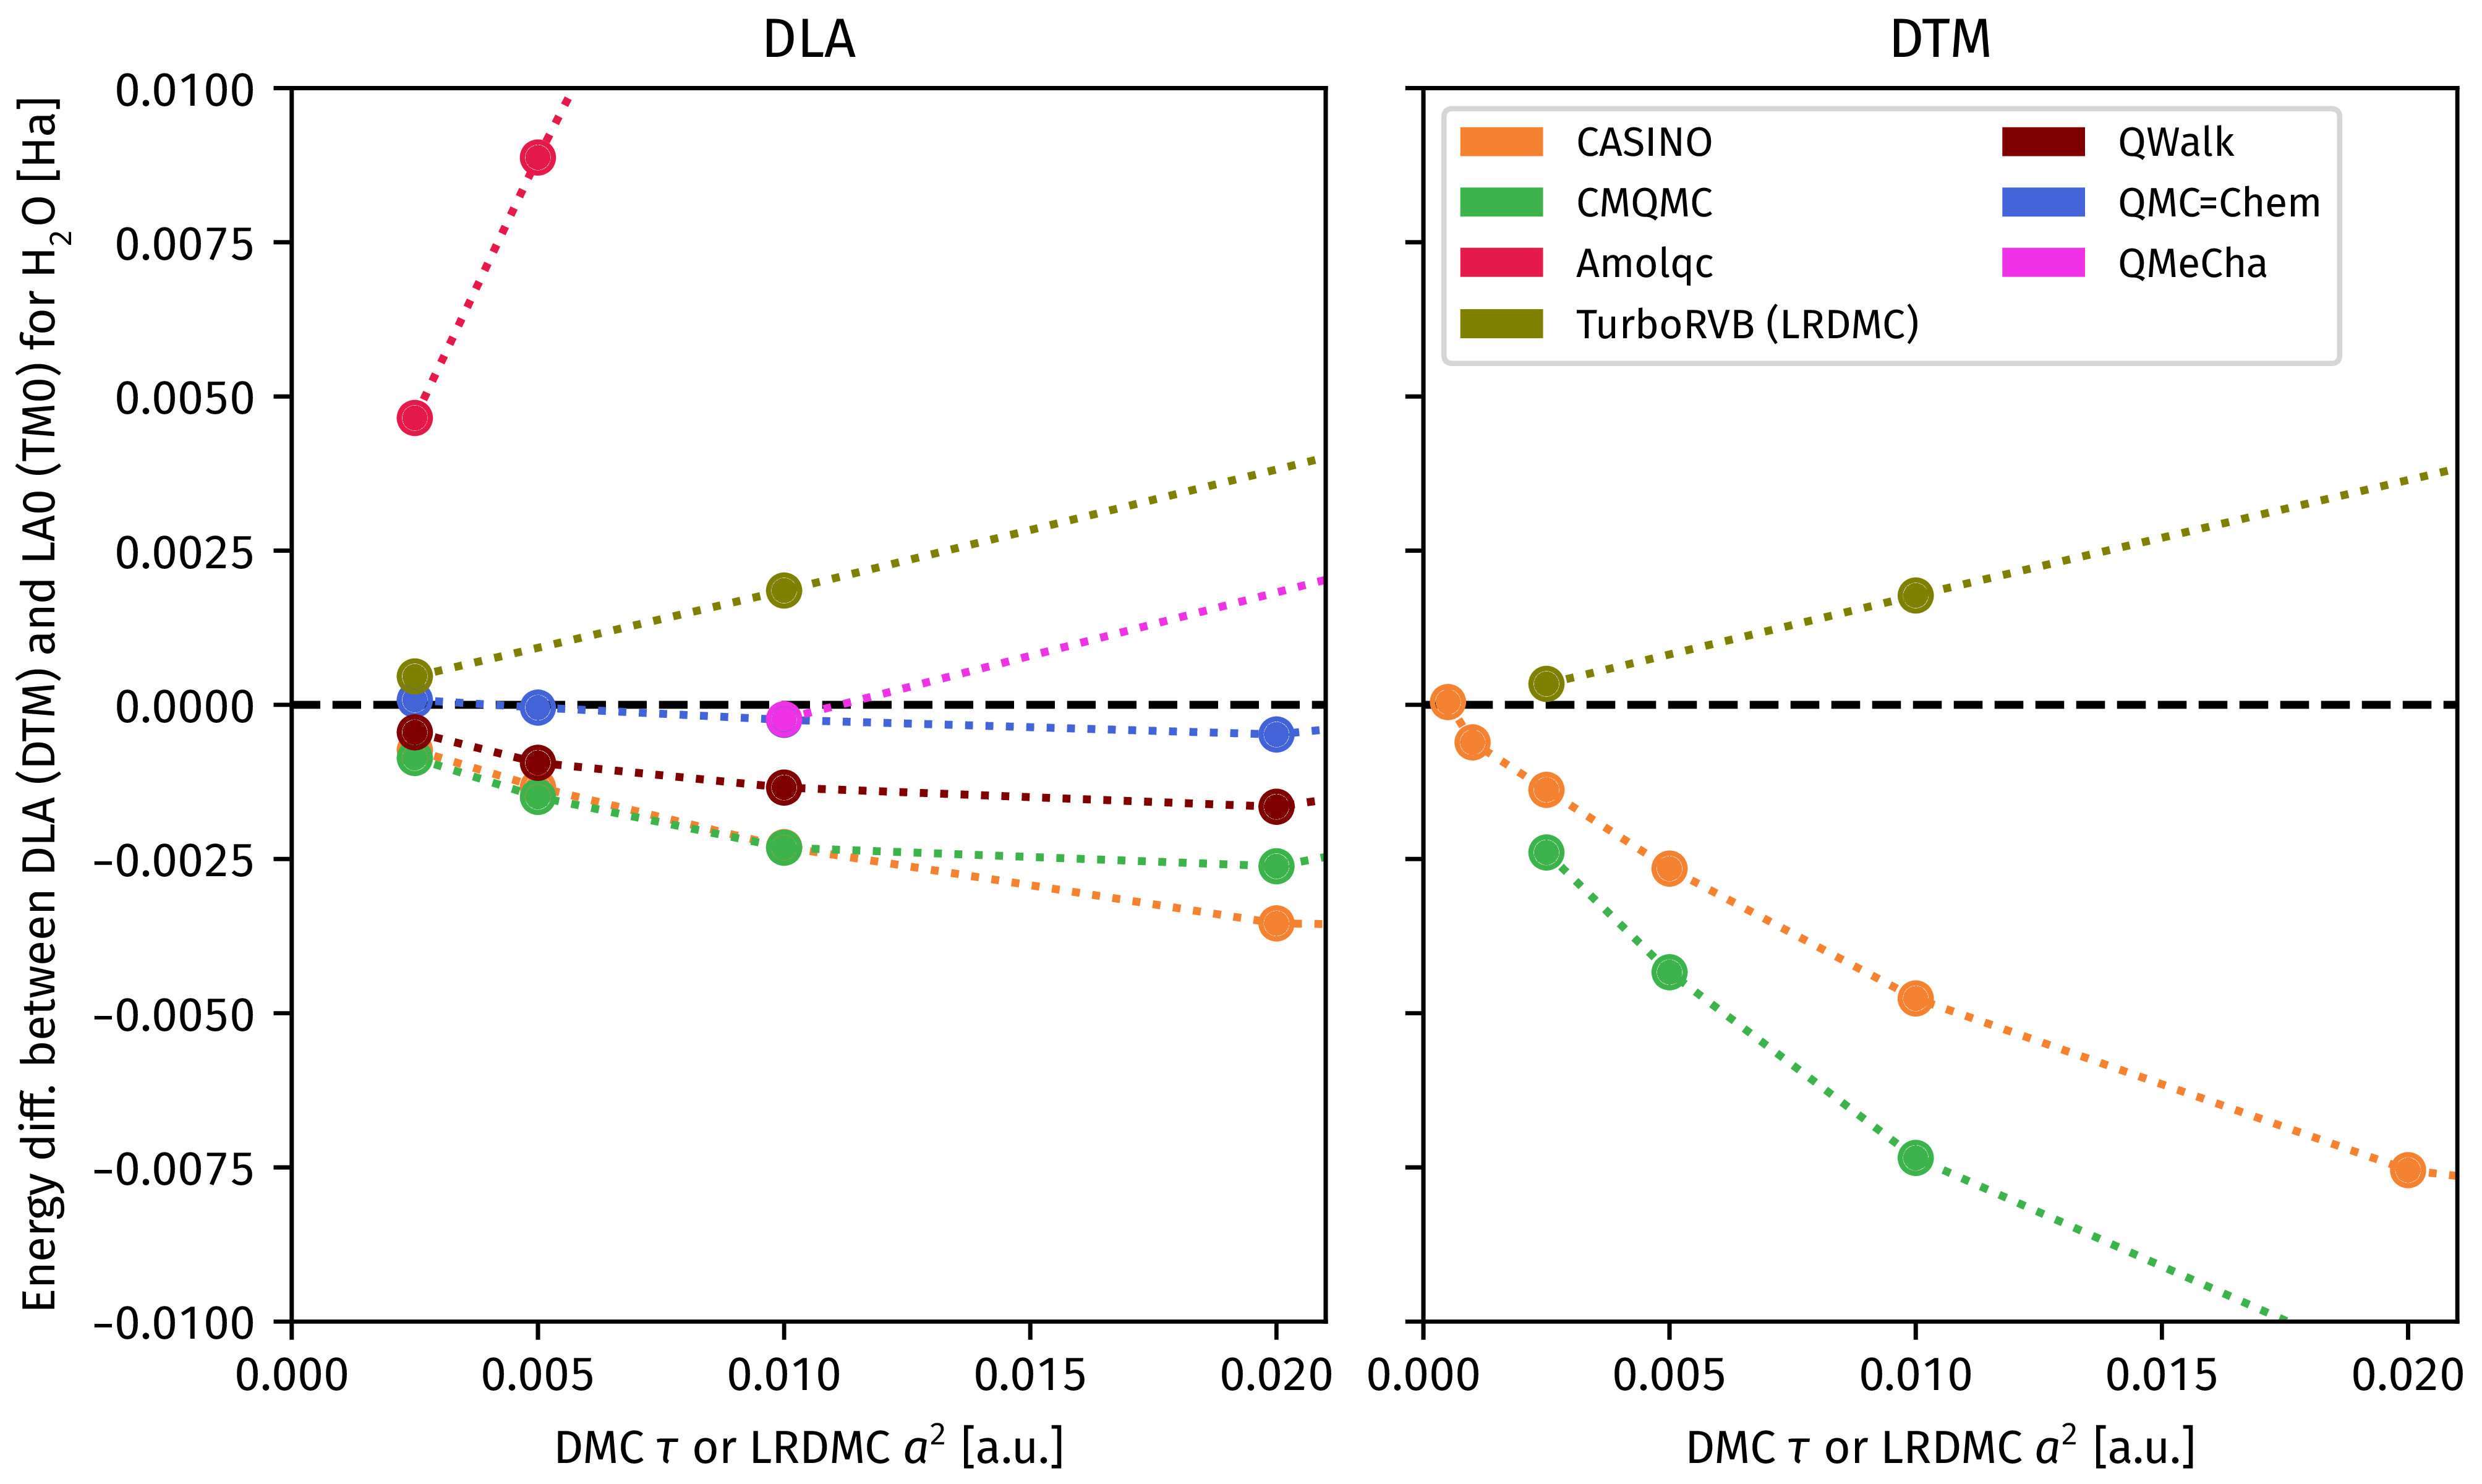 DLA
DTM
Energy diff. between DLA (DTM) and LA0 (TM0) for H₂O [Ha]
0.0100
0.0075
0.0050
0.0025
0.0000
−0.0025
−0.0050
−0.0075
−0.0100
CASINO
CMQMC
Amolqc
TurboRVB (LRDMC)
QWalk
QMC=Chem
QMeCha
0.000 0.005 0.010 0.015 0.020
0.000 0.005 0.010 0.015 0.020
DMC τ or LRDMC a² [a.u.]
DMC τ or LRDMC a² [a.u.]